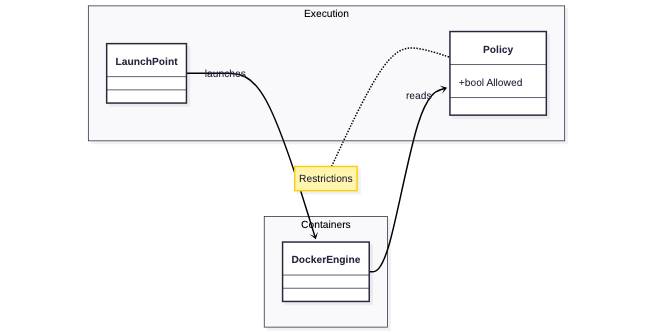 Execution
LaunchPoint
launches
Policy
+bool Allowed
reads
Restrictions
Containers
DockerEngine